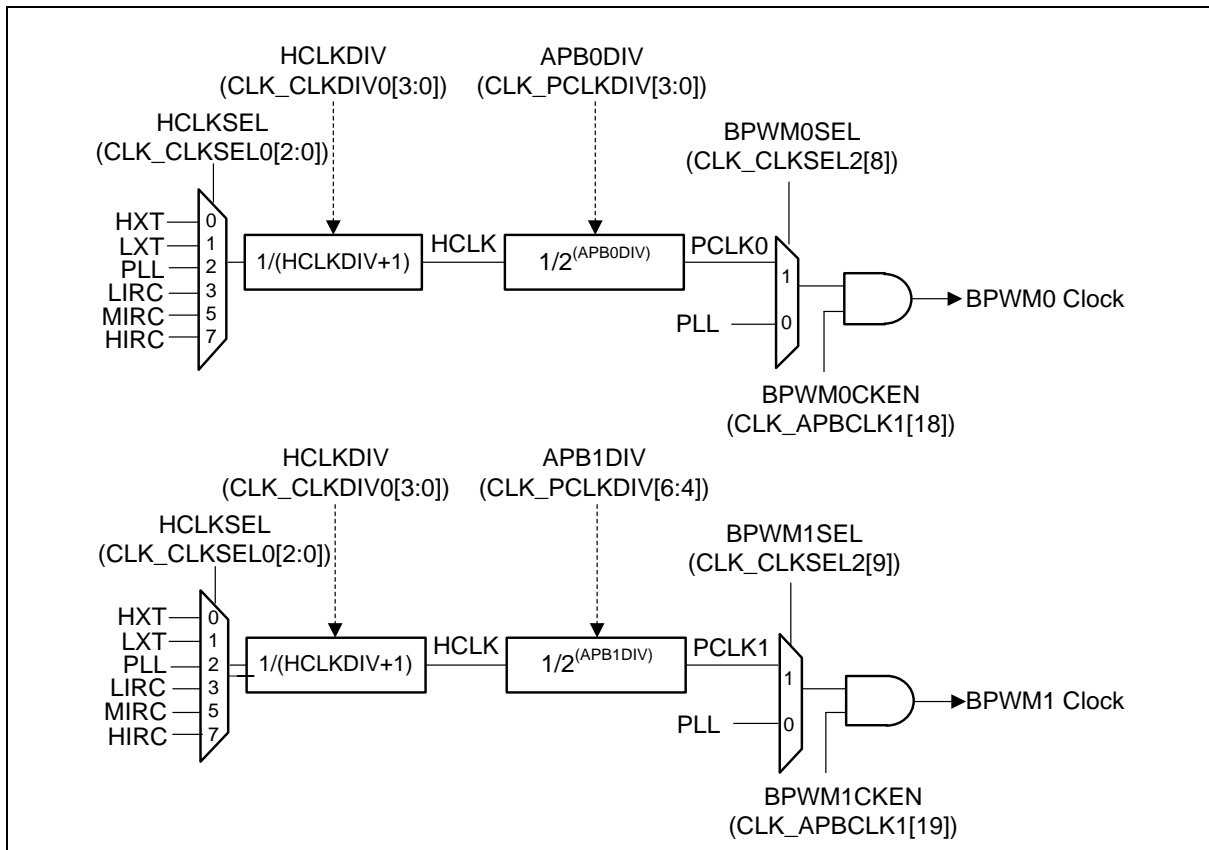 HCLKDIV
(CLK_CLKDIV0[3:0])
APB0DIV
(CLK_PCLKDIV[3:0])
HCLKSEL
(CLK_CLKSEL0[2:0])
BPWM0SEL
(CLK_CLKSEL2[8])
HXT
LXT
PLL
LIRC
MIRC
HIRC
0
1
2
3
5
7
1/(HCLKDIV+1)
HCLK
1/2^(APB0DIV)
PCLK0
1
PLL
0
BPWM0 Clock
BPWM0CKEN
(CLK_APBCLK1[18])
HCLKDIV
(CLK_CLKDIV0[3:0])
APB1DIV
(CLK_PCLKDIV[6:4])
HCLKSEL
(CLK_CLKSEL0[2:0])
BPWM1SEL
(CLK_CLKSEL2[9])
HXT
LXT
PLL
LIRC
MIRC
HIRC
0
1
2
3
5
7
1/(HCLKDIV+1)
HCLK
1/2^(APB1DIV)
PCLK1
1
PLL
0
BPWM1 Clock
BPWM1CKEN
(CLK_APBCLK1[19])